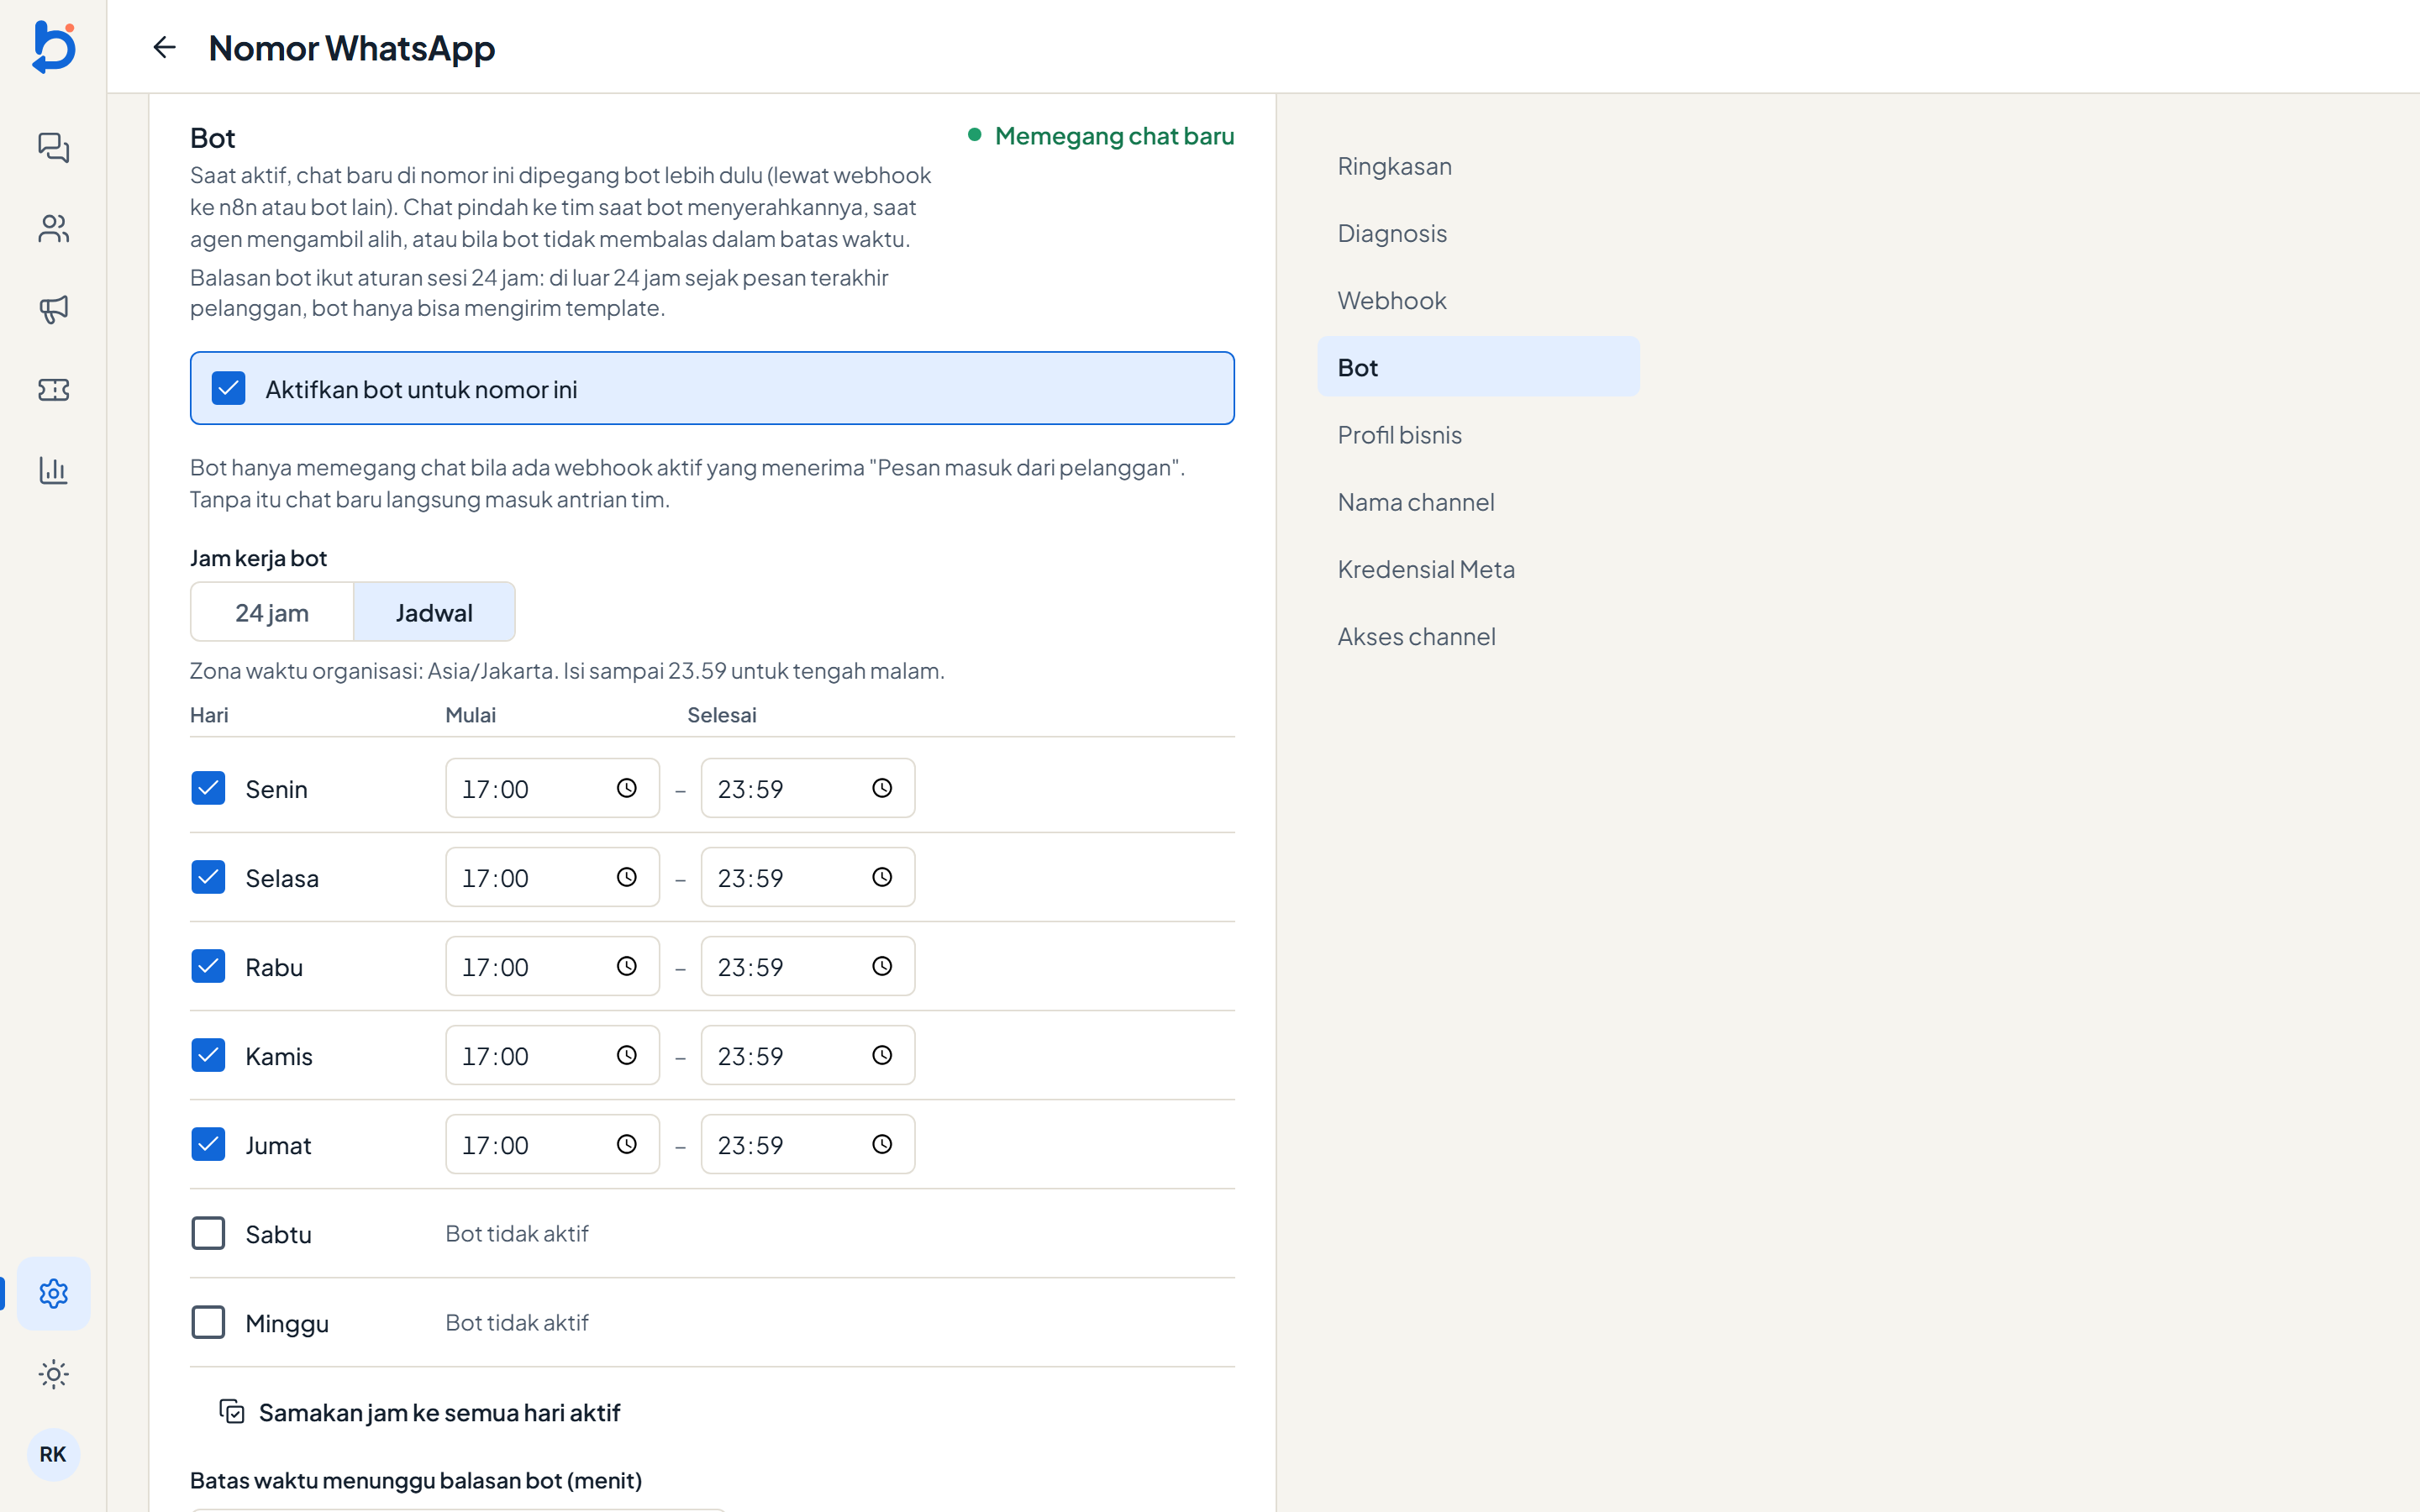 Nomor WhatsApp
Bot
Memegang chat baru
Saat aktif, chat baru di nomor ini dipegang bot lebih dulu (lewat webhook
ke n8n atau bot lain). Chat pindah ke tim saat bot menyerahkannya, saat
agen mengambil alih, atau bila bot tidak membalas dalam batas waktu.
Balasan bot ikut aturan sesi 24 jam: di luar 24 jam sejak pesan terakhir
pelanggan, bot hanya bisa mengirim template.
Aktifkan bot untuk nomor ini
Bot hanya memegang chat bila ada webhook aktif yang menerima "Pesan masuk dari pelanggan".
Tanpa itu chat baru langsung masuk antrian tim.
Jam kerja bot
24 jam
Jadwal
Zona waktu organisasi: Asia/Jakarta. Isi sampai 23.59 untuk tengah malam.
Hari Mulai Selesai
Senin 17:00 – 23:59
Selasa 17:00 – 23:59
Rabu 17:00 – 23:59
Kamis 17:00 – 23:59
Jumat 17:00 – 23:59
Sabtu Bot tidak aktif
Minggu Bot tidak aktif
Samakan jam ke semua hari aktif
Batas waktu menunggu balasan bot (menit)
Ringkasan
Diagnosis
Webhook
Bot
Profil bisnis
Nama channel
Kredensial Meta
Akses channel
RK